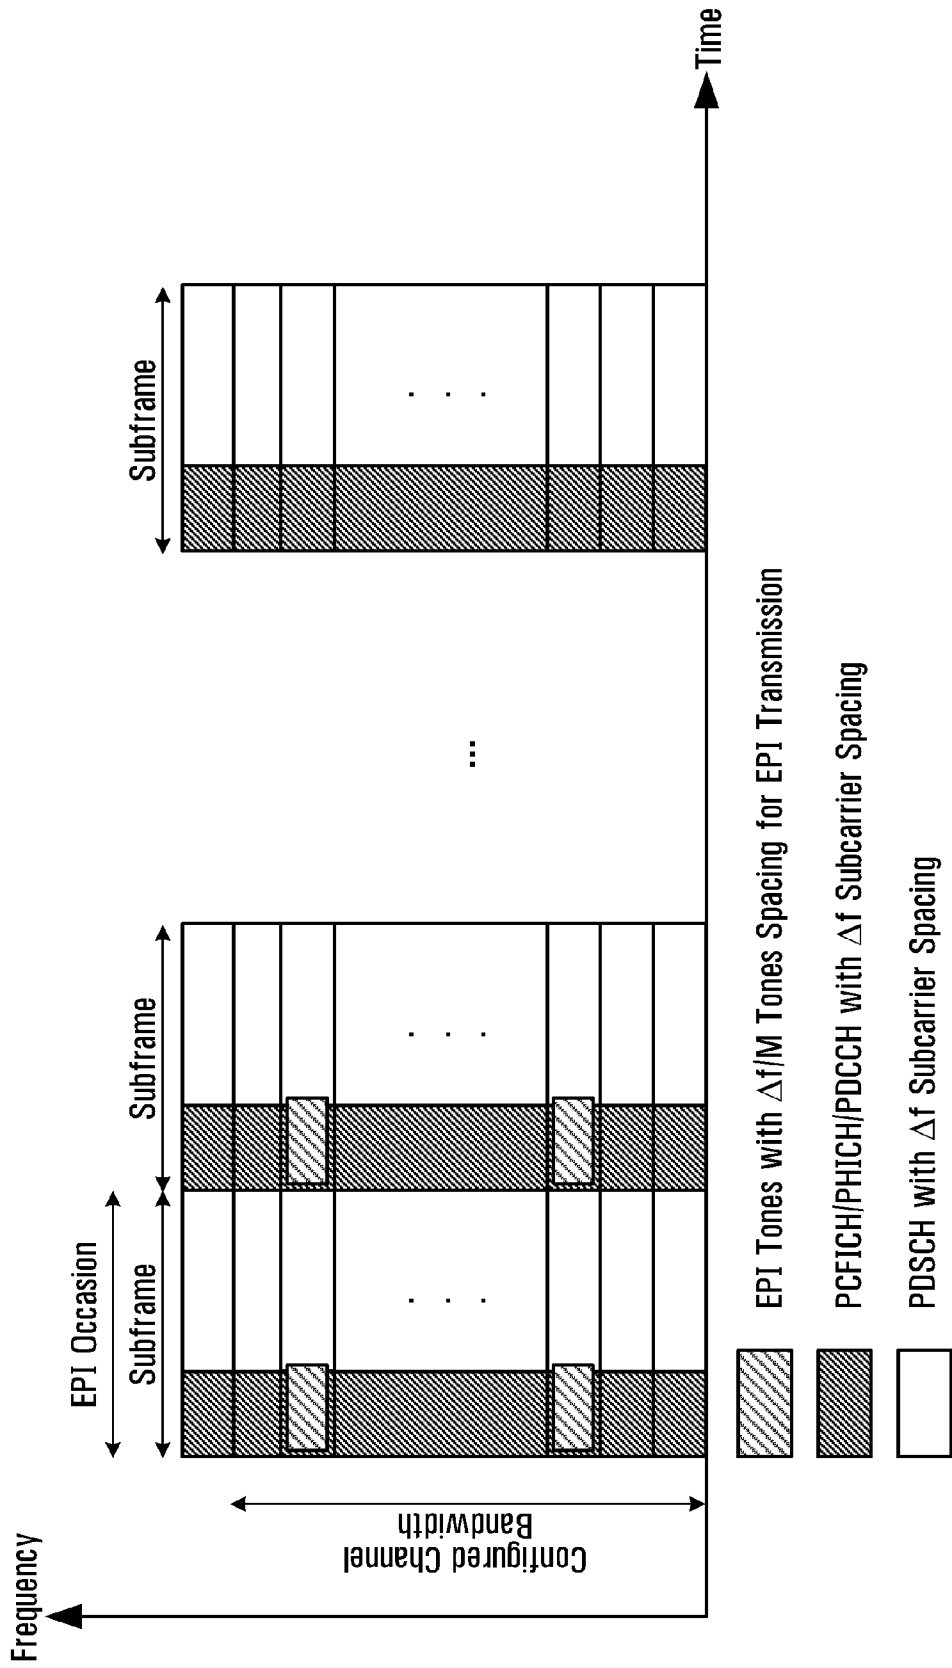 Frequency
Configured Channel
Bandwidth
EPI Occasion
Subframe
Subframe
Subframe
. . .
. . .
...
. . .
Time
EPI Tones with Δf/M Tones Spacing for EPI Transmission
PCFICH/PHICH/PDCCH with Δf Subcarrier Spacing
PDSCH with Δf Subcarrier Spacing